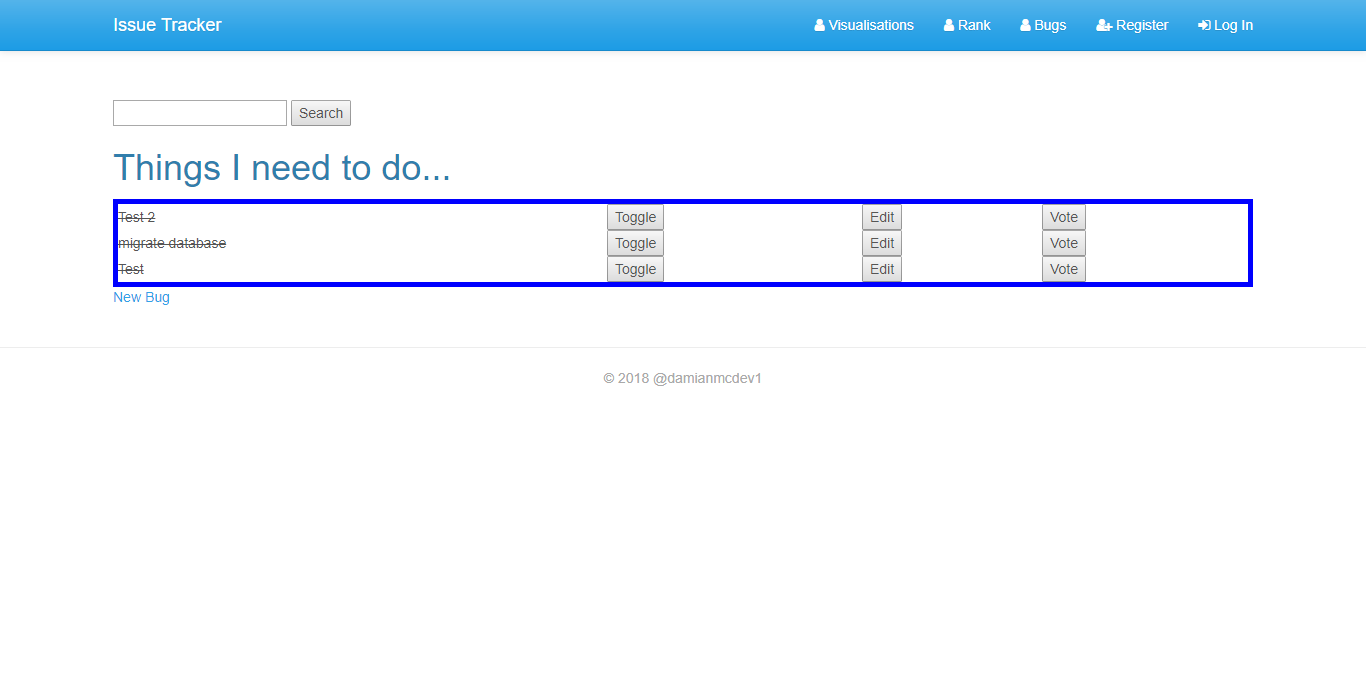 Issue Tracker Visualisations Rank Bugs Register Log In
Search
Things I need to do...
Test 2 Toggle Edit Vote
migrate database Toggle Edit Vote
Test Toggle Edit Vote
New Bug
© 2018 @damianmcdev1